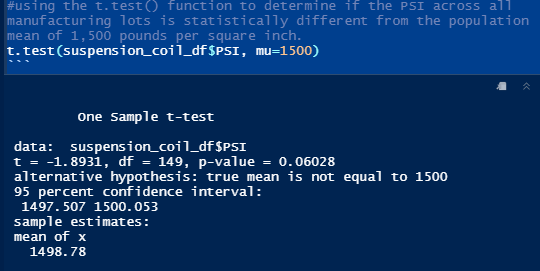 #using the t.test() function to determine if the PSI across all
manufacturing lots is statistically different from the population
mean of 1,500 pounds per square inch.
t.test(suspension_coil_df$PSI, mu=1500)
```
One Sample t-test
data:  suspension_coil_df$PSI
t = -1.8931, df = 149, p-value = 0.06028
alternative hypothesis: true mean is not equal to 1500
95 percent confidence interval:
 1497.507 1500.053
sample estimates:
mean of x
  1498.78